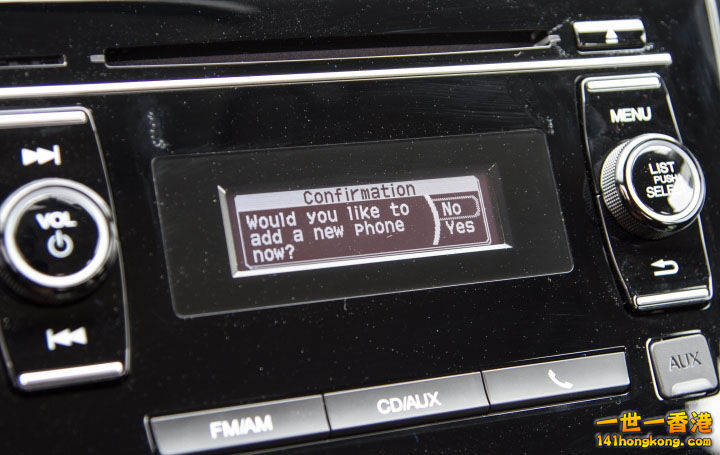 MENU
LIST
PUSH
SELECT
VOL
Confirmation
Would you like to
add a new Phone
now?
No
Yes
FM/AM
CD/AUX
AUX
一世一香港
141hongkong.com